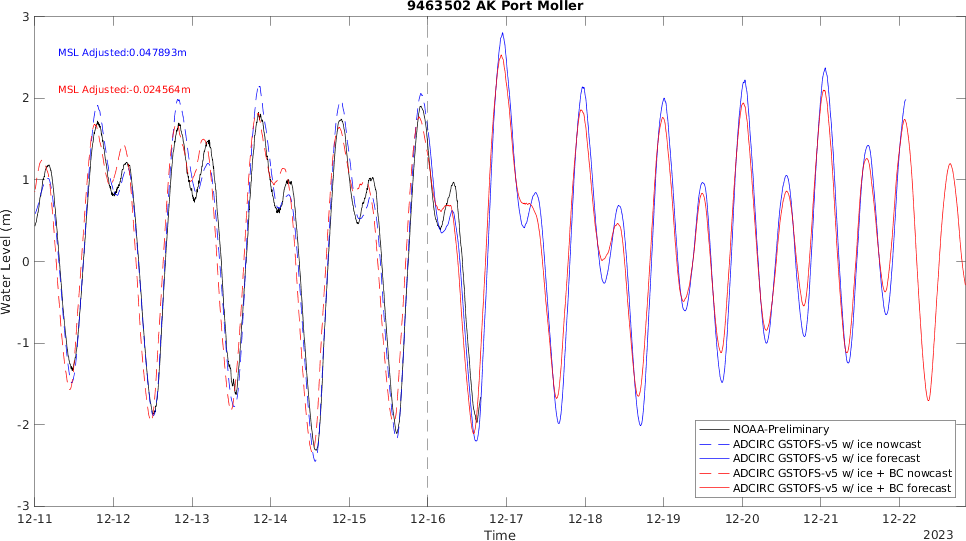 9463502 AK Port Moller
MSL Adjusted:0.047893m
MSL Adjusted:-0.024564m
Water Level (m)
3
2
1
0
-1
-2
-3
NOAA-Preliminary
ADCIRC GSTOFS-v5 w/ ice nowcast
ADCIRC GSTOFS-v5 w/ ice forecast
ADCIRC GSTOFS-v5 w/ ice + BC nowcast
ADCIRC GSTOFS-v5 w/ ice + BC forecast
12-11 12-12 12-13 12-14 12-15 12-16 12-17 12-18 12-19 12-20 12-21 12-22
Time
2023